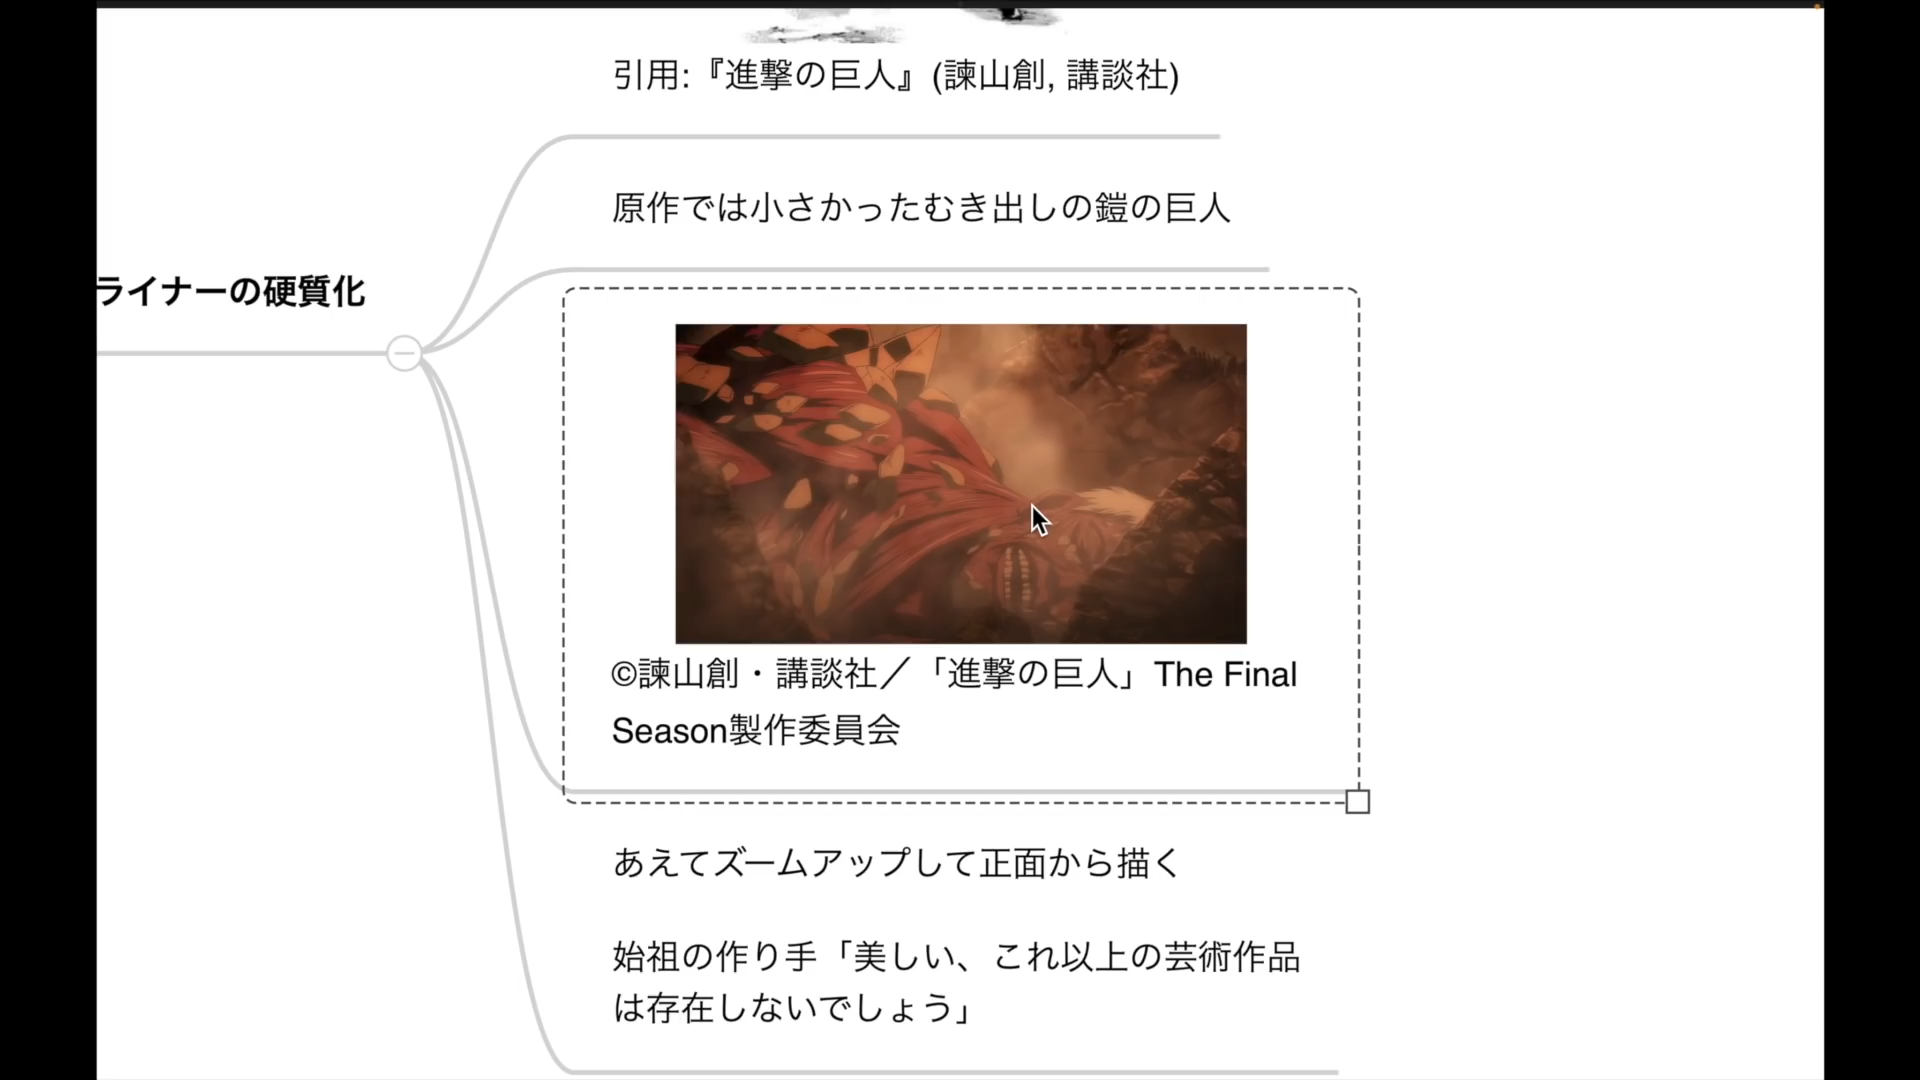 引用:『進撃の巨人』(諫山創, 講談社)
原作では小さかったむき出しの鎧の巨人
ライナーの硬質化
©諫山創・講談社／「進撃の巨人」The Final
Season製作委員会
あえてズームアップして正面から描く
始祖の作り手「美しい、これ以上の芸術作品
は存在しないでしょう」